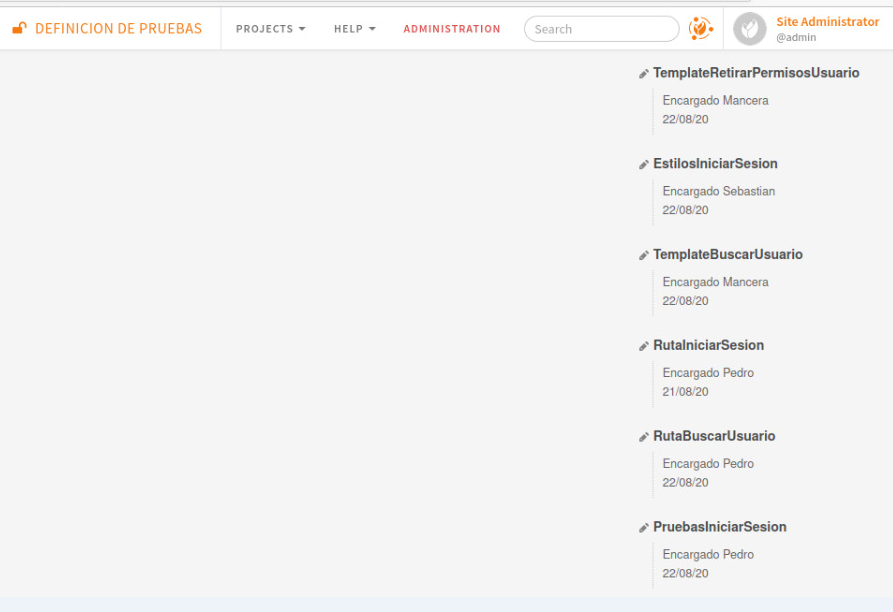 DEFINICION DE PRUEBAS PROJECTS HELP ADMINISTRATION Search Site Administrator
@admin
TemplateRetirarPermisosUsuario
Encargado Mancera
22/08/20
EstilosIniciarSesion
Encargado Sebastian
22/08/20
TemplateBuscarUsuario
Encargado Mancera
22/08/20
RutaIniciarSesion
Encargado Pedro
21/08/20
RutaBuscarUsuario
Encargado Pedro
22/08/20
PruebasIniciarSesion
Encargado Pedro
22/08/20